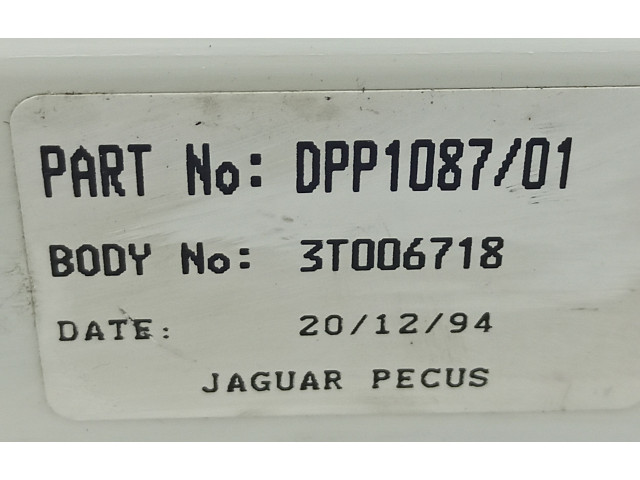 PART No: DPP1087/01
BODY No: 3T006718
DATE: 20/12/94
JAGUAR PECUS